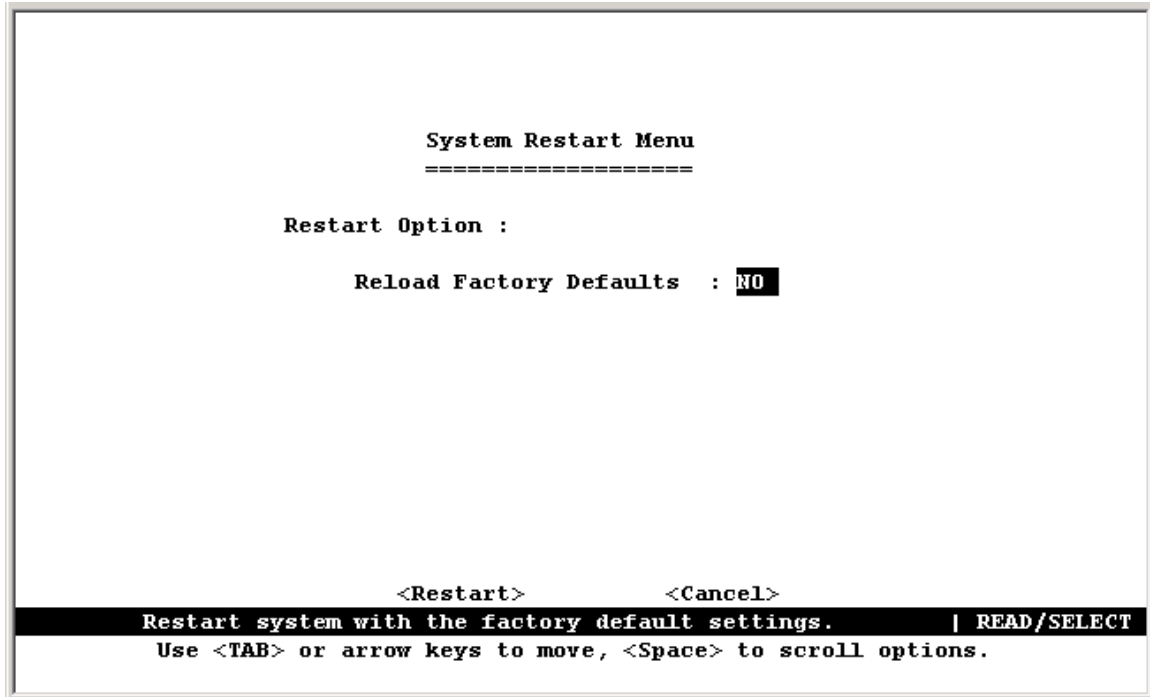 System Restart Menu
===================
Restart Option :
Reload Factory Defaults : NO
<Restart> <Cancel>
Restart system with the factory default settings. | READ/SELECT
Use <TAB> or arrow keys to move, <Space> to scroll options.